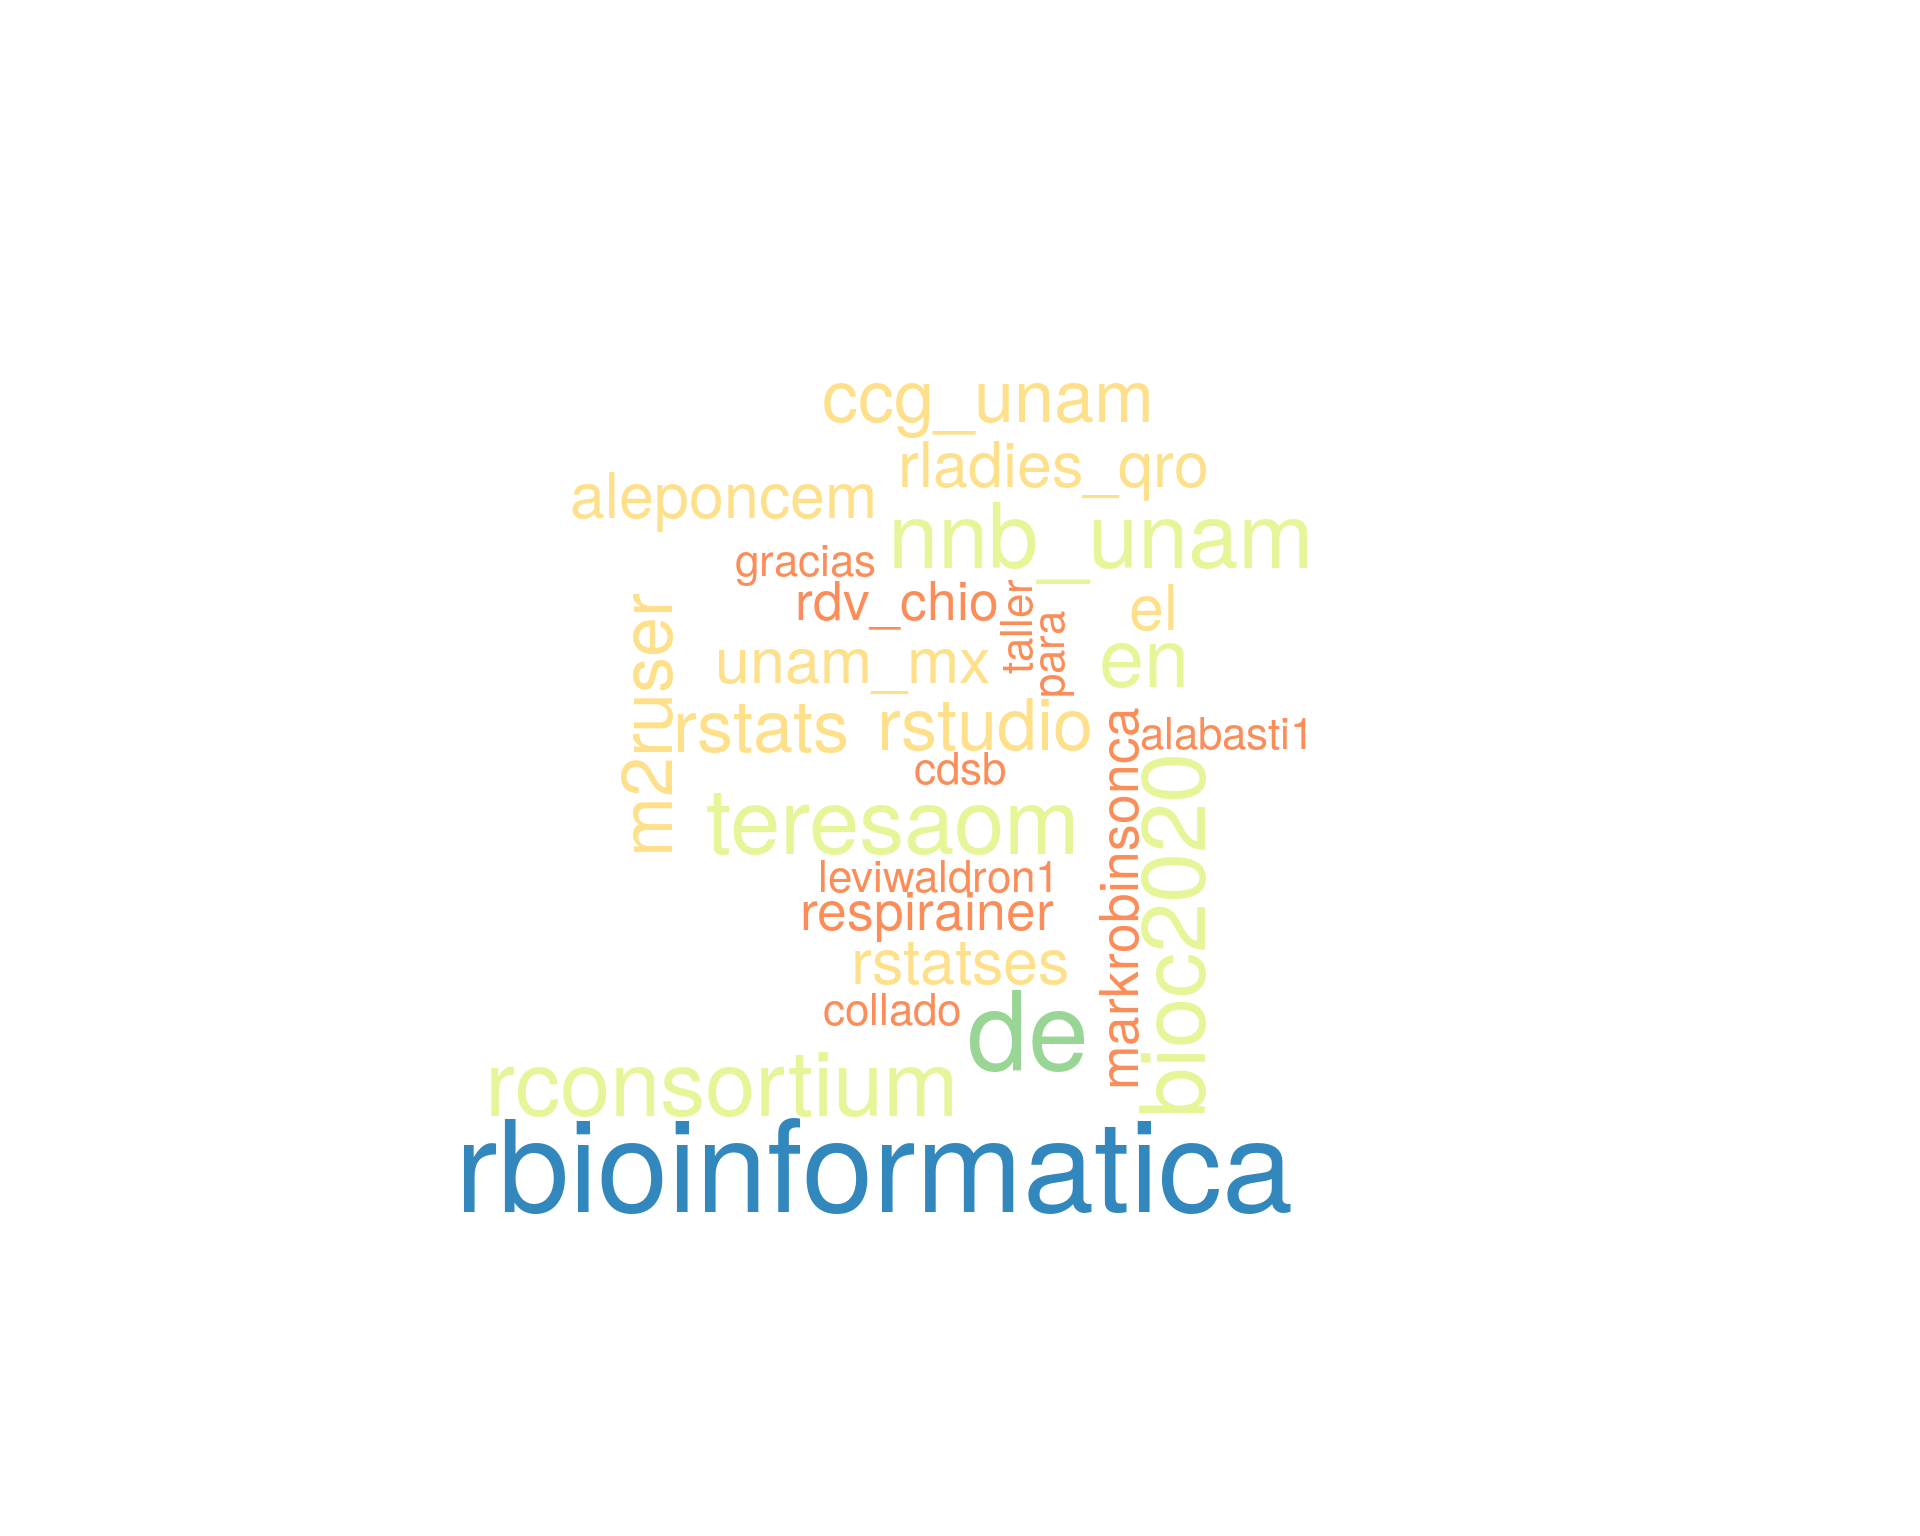 ccg_unam
rladies_qro
aleponcem
nnb_unam
gracias
rdv_chio
taller
para
el
unam_mx
en
m2ruser
rstats
rstudio
alabasti1
cdsb
markrobinsonca
bioc2020
teresaom
leviwaldron1
respirainer
rstatses
collado
de
rconsortium
rbioinformatica